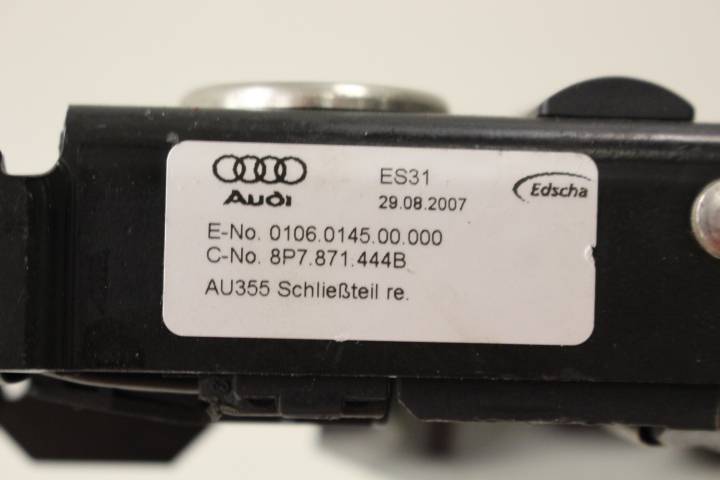 Audi
ES31
29.08.2007
Edscha
E-No. 0106.0145.00.000
C-No. 8P7.871.444B
AU355 Schließteil re.